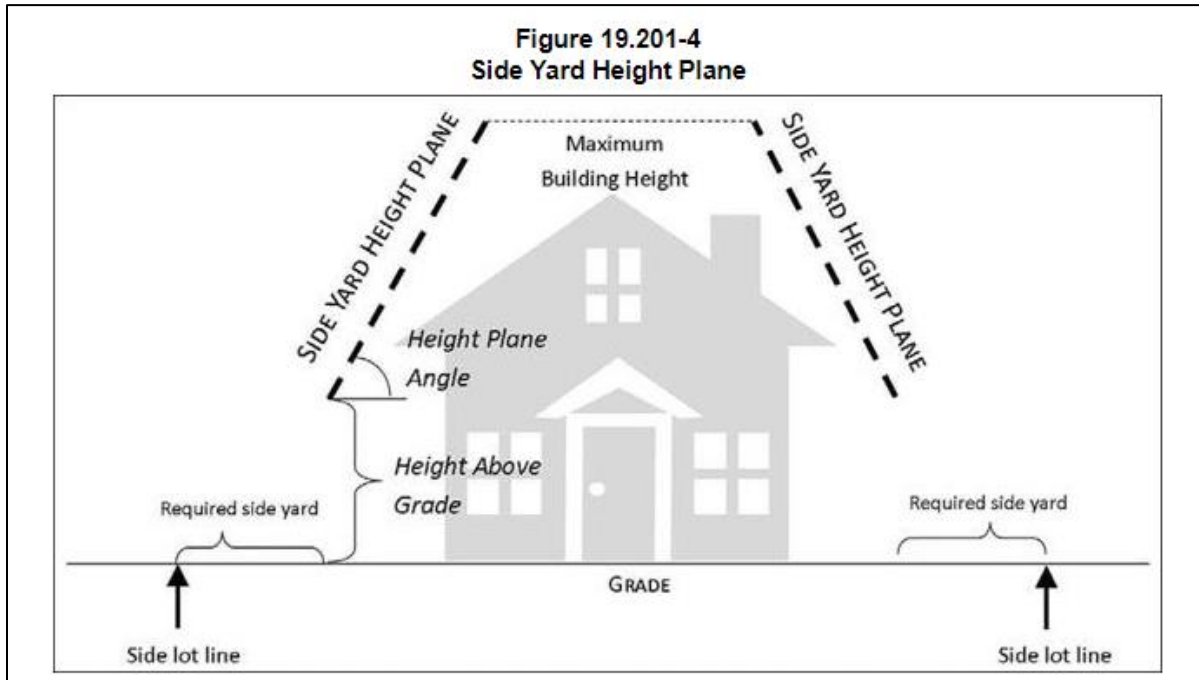 Figure 19.201-4
Side Yard Height Plane
SIDE YARD HEIGHT PLANE
Maximum
Building Height
SIDE YARD HEIGHT PLANE
Height Plane
Angle
Height Above
Grade
Required side yard
Required side yard
GRADE
Side lot line
Side lot line